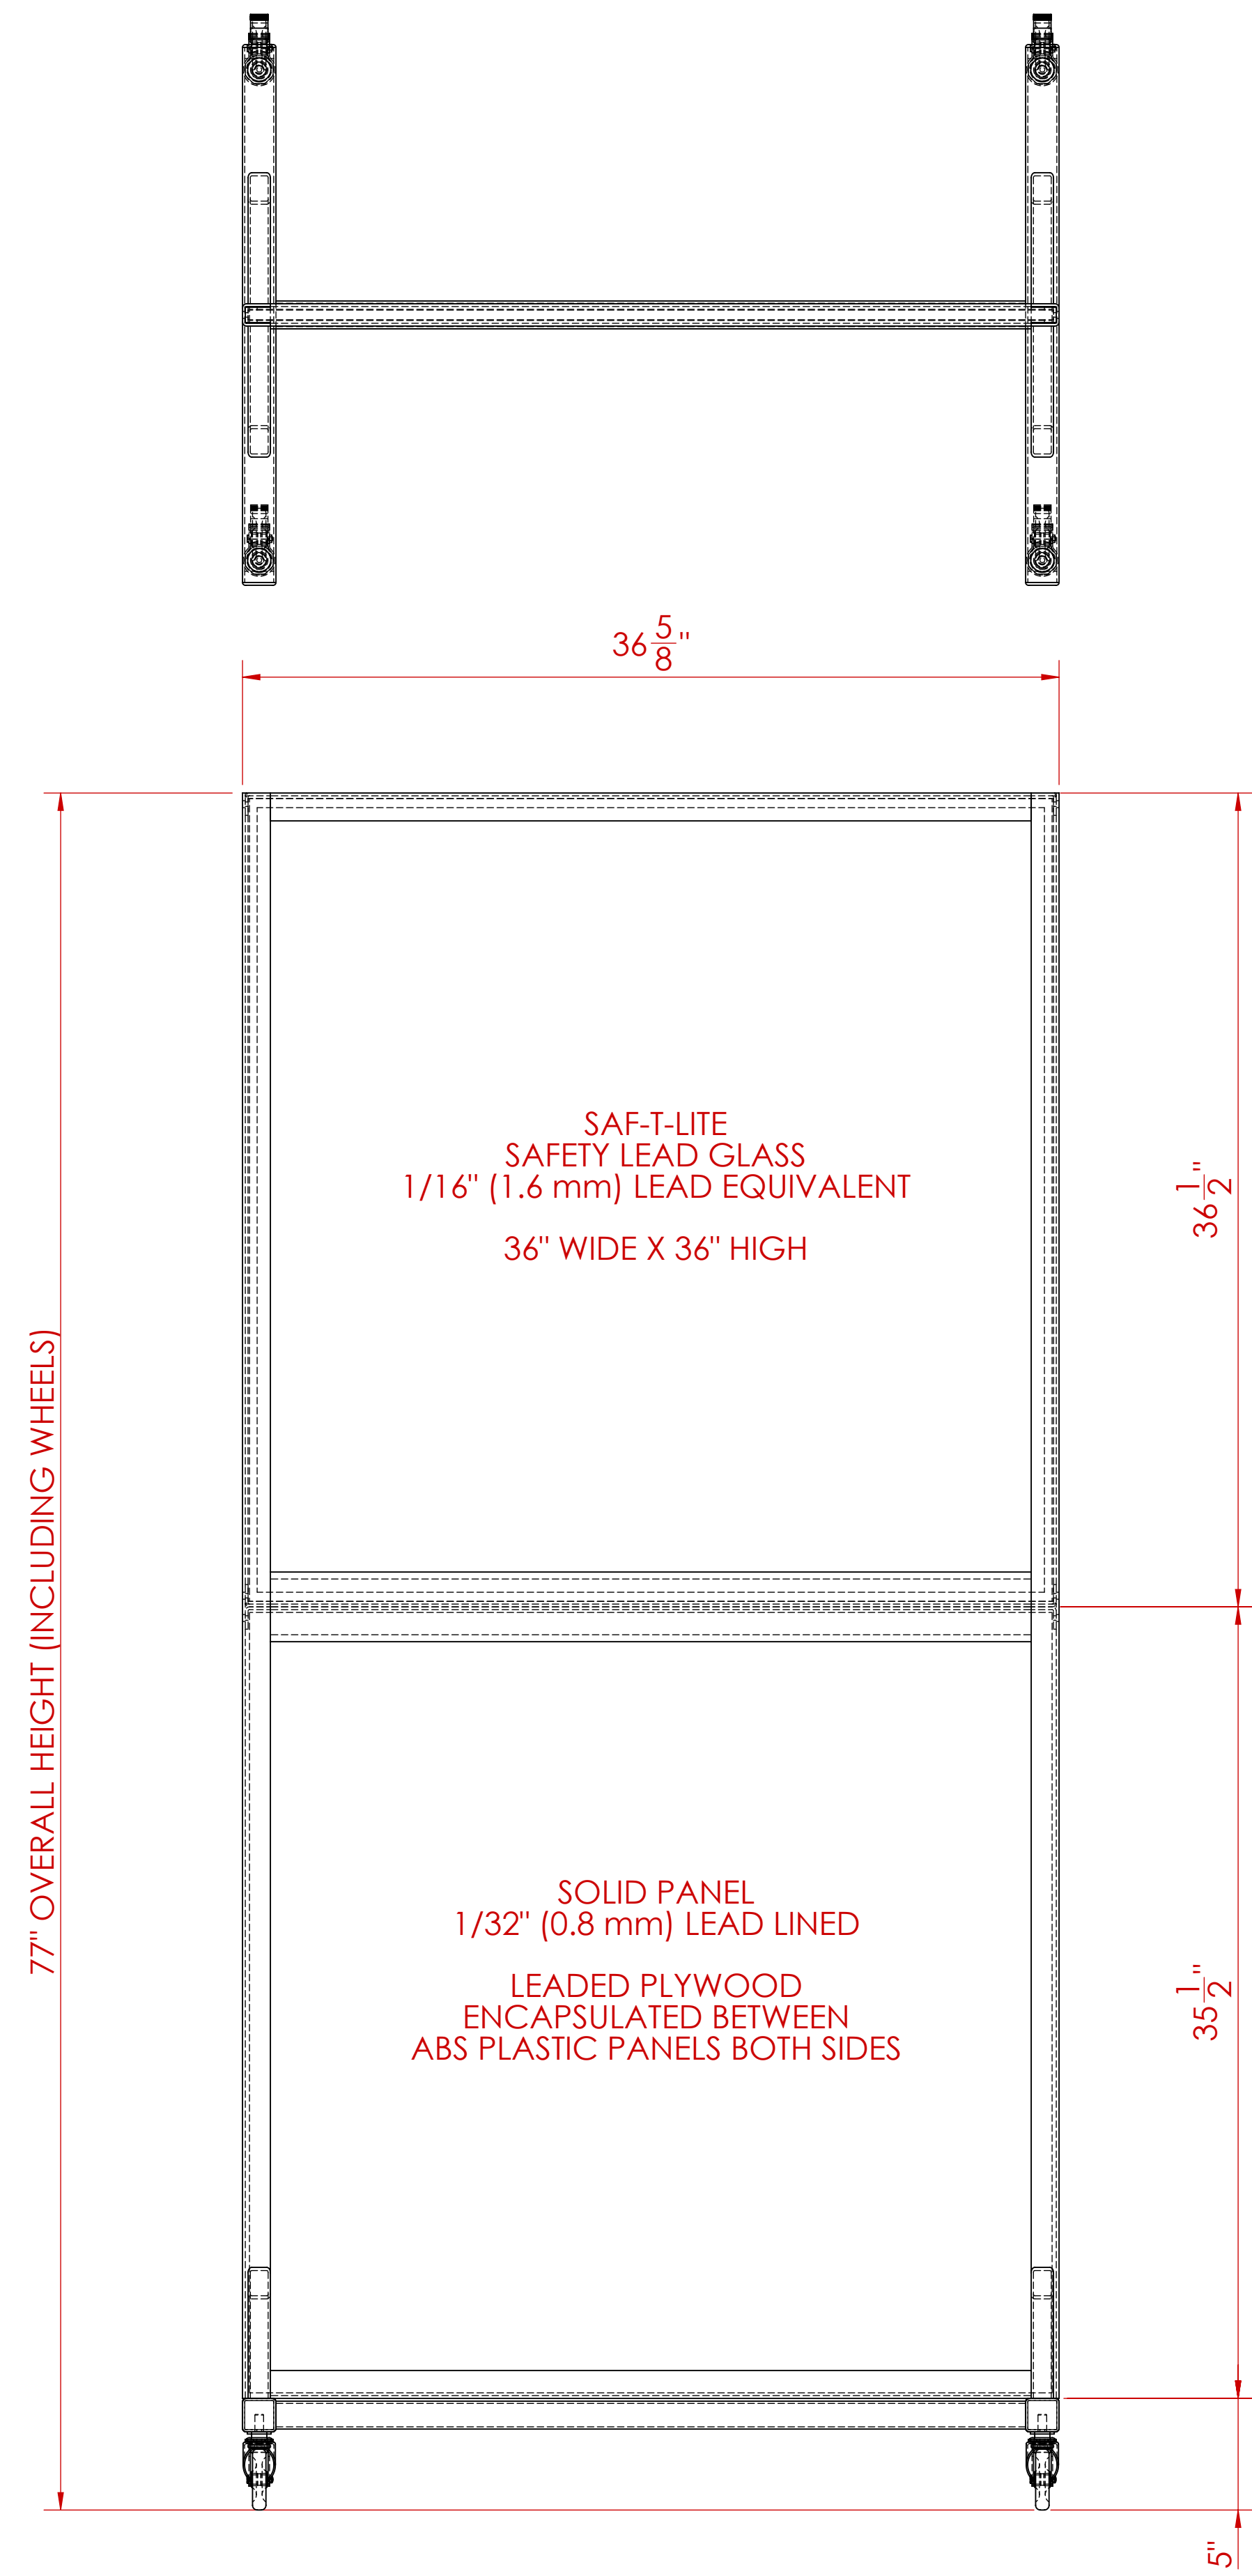 36 5/8"
SAF-T-LITE
SAFETY LEAD GLASS
1/16" (1.6 mm) LEAD EQUIVALENT
36" WIDE X 36" HIGH
36 1/2"
77" OVERALL HEIGHT (INCLUDING WHEELS)
SOLID PANEL
1/32" (0.8 mm) LEAD LINED
LEADED PLYWOOD
ENCAPSULATED BETWEEN
ABS PLASTIC PANELS BOTH SIDES
35 1/2"
5"